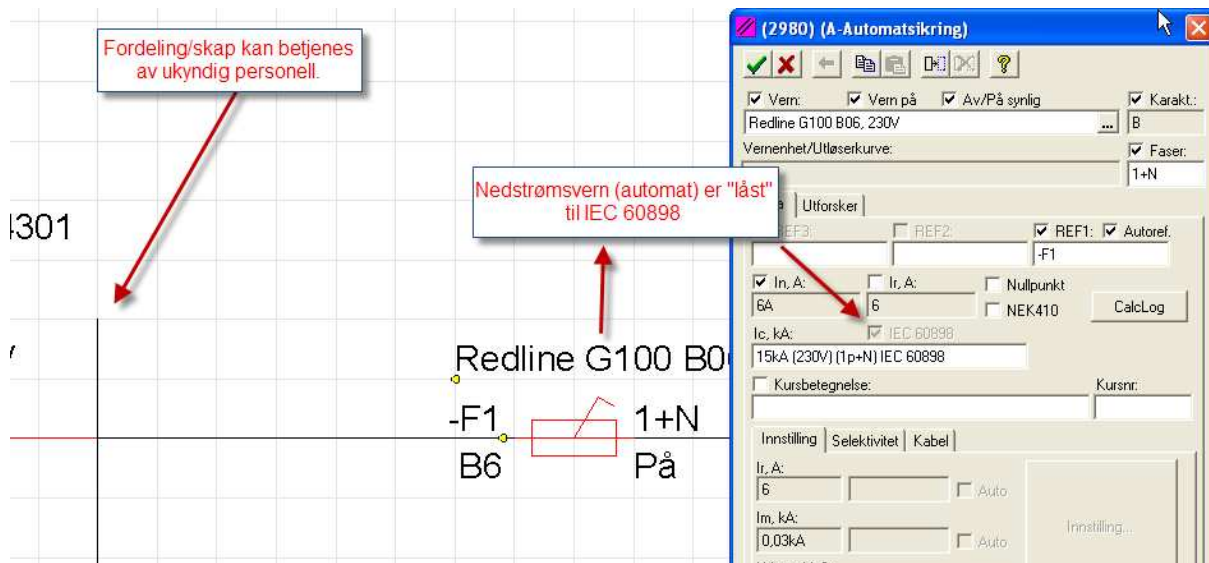 Fordeling/skap kan betjenes
av ukyndig personell.
Nedstrømsvern (automat) er "låst"
til IEC 60898
4301
Redline G100 B0
-F1
1+N
B6
På
(2980) (A-Automatsikring)
Vern:
Vern på
Av/På synlig
Karakt.:
Redline G100 B06, 230V
...
B
Vernenhet/Utløserkurve:
Faser:
1+N
Utforsker
REF3:
REF2:
REF1:
Autoref.
-F1
In, A:
Ir, A:
Nullpunkt
6A
6
NEK410
CalcLog
Ic, kA:
IEC 60898
15kA (230V) (1p+N) IEC 60898
Kursbetegnelse:
Kursnr:
Innstilling
Selektivitet
Kabel
Ir, A:
6
Auto
Innstilling...
Im, kA:
0,03kA
Auto